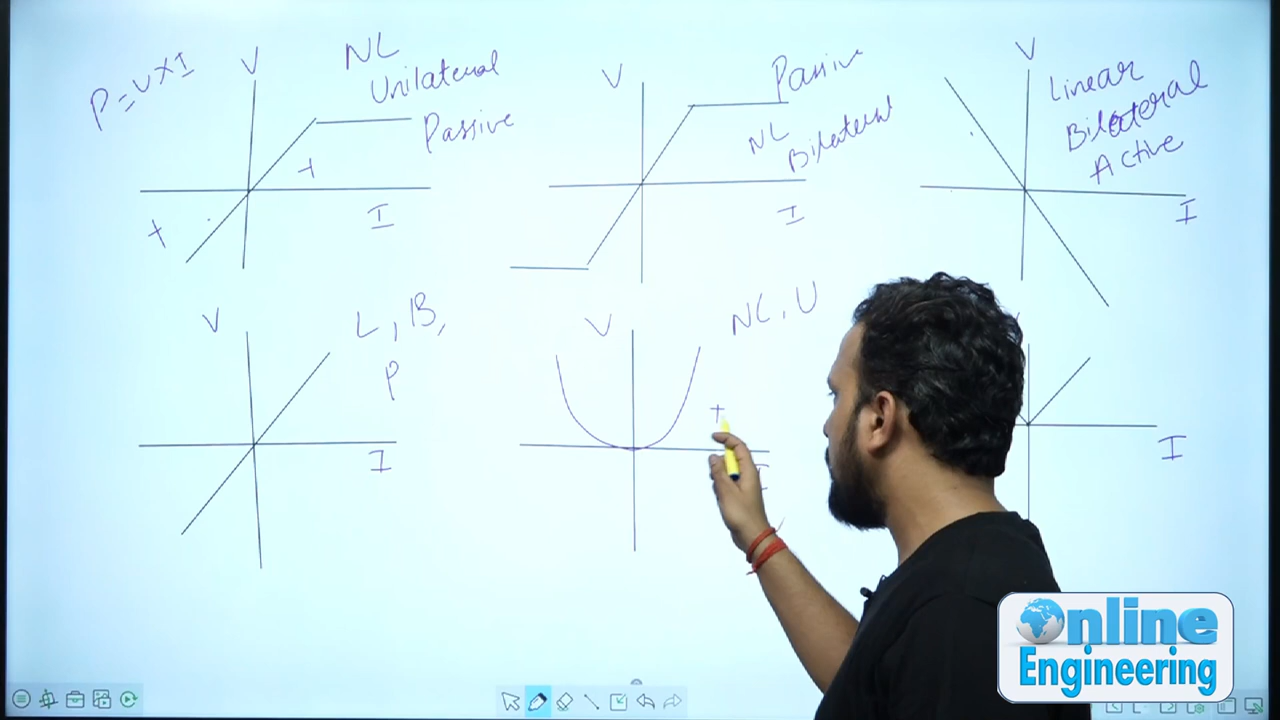 P=V×I
V
NL
Unilateral
Passive
+
+
I
V
Passive
NL
Bilateral
I
V
Linear
Bilateral
Active
I
V
L, B,
P
I
V
NL, U
+
I
I
Online
Engineering